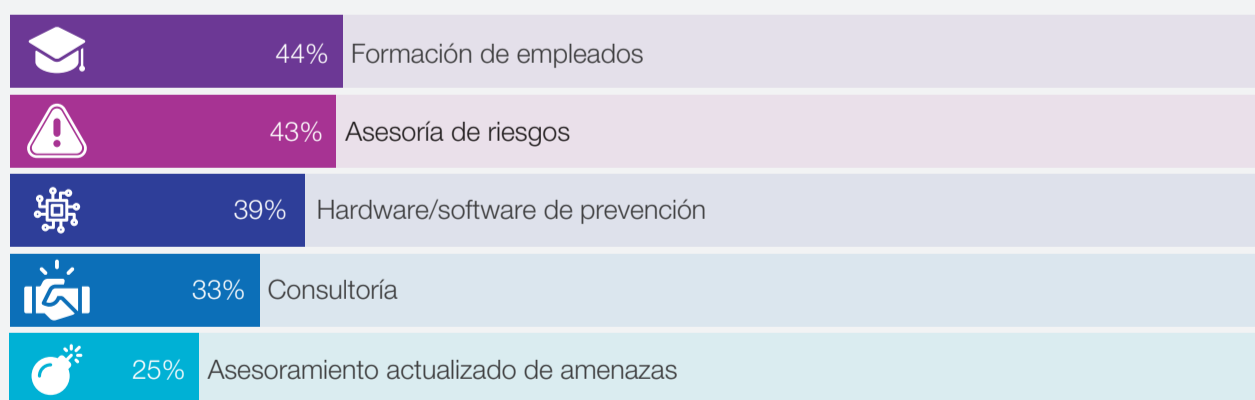 44% Formación de empleados
43% Asesoría de riesgos
39% Hardware/software de prevención
33% Consultoría
25% Asesoramiento actualizado de amenazas